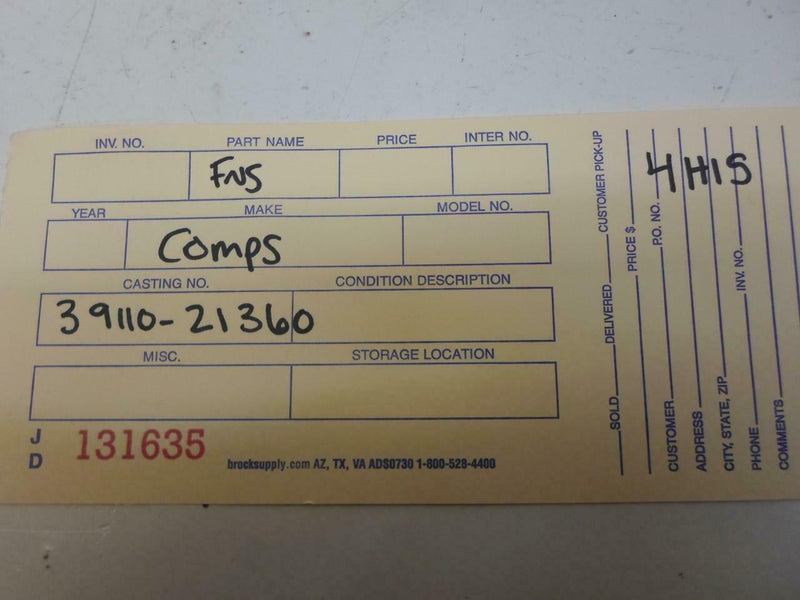 INV. NO. PART NAME PRICE INTER NO.
FNS
YEAR MAKE MODEL NO.
Comps
CASTING NO. CONDITION DESCRIPTION
39110-21360
MISC. STORAGE LOCATION
J
D
131635
brocksupply.com AZ, TX, VA ADS0730 1-800-528-4400
SOLD DELIVERED CUSTOMER PICK-UP
PRICE $
CUSTOMER P.O. NO.
ADDRESS
CITY, STATE, ZIP
PHONE INV. NO.
COMMENTS
4H1S